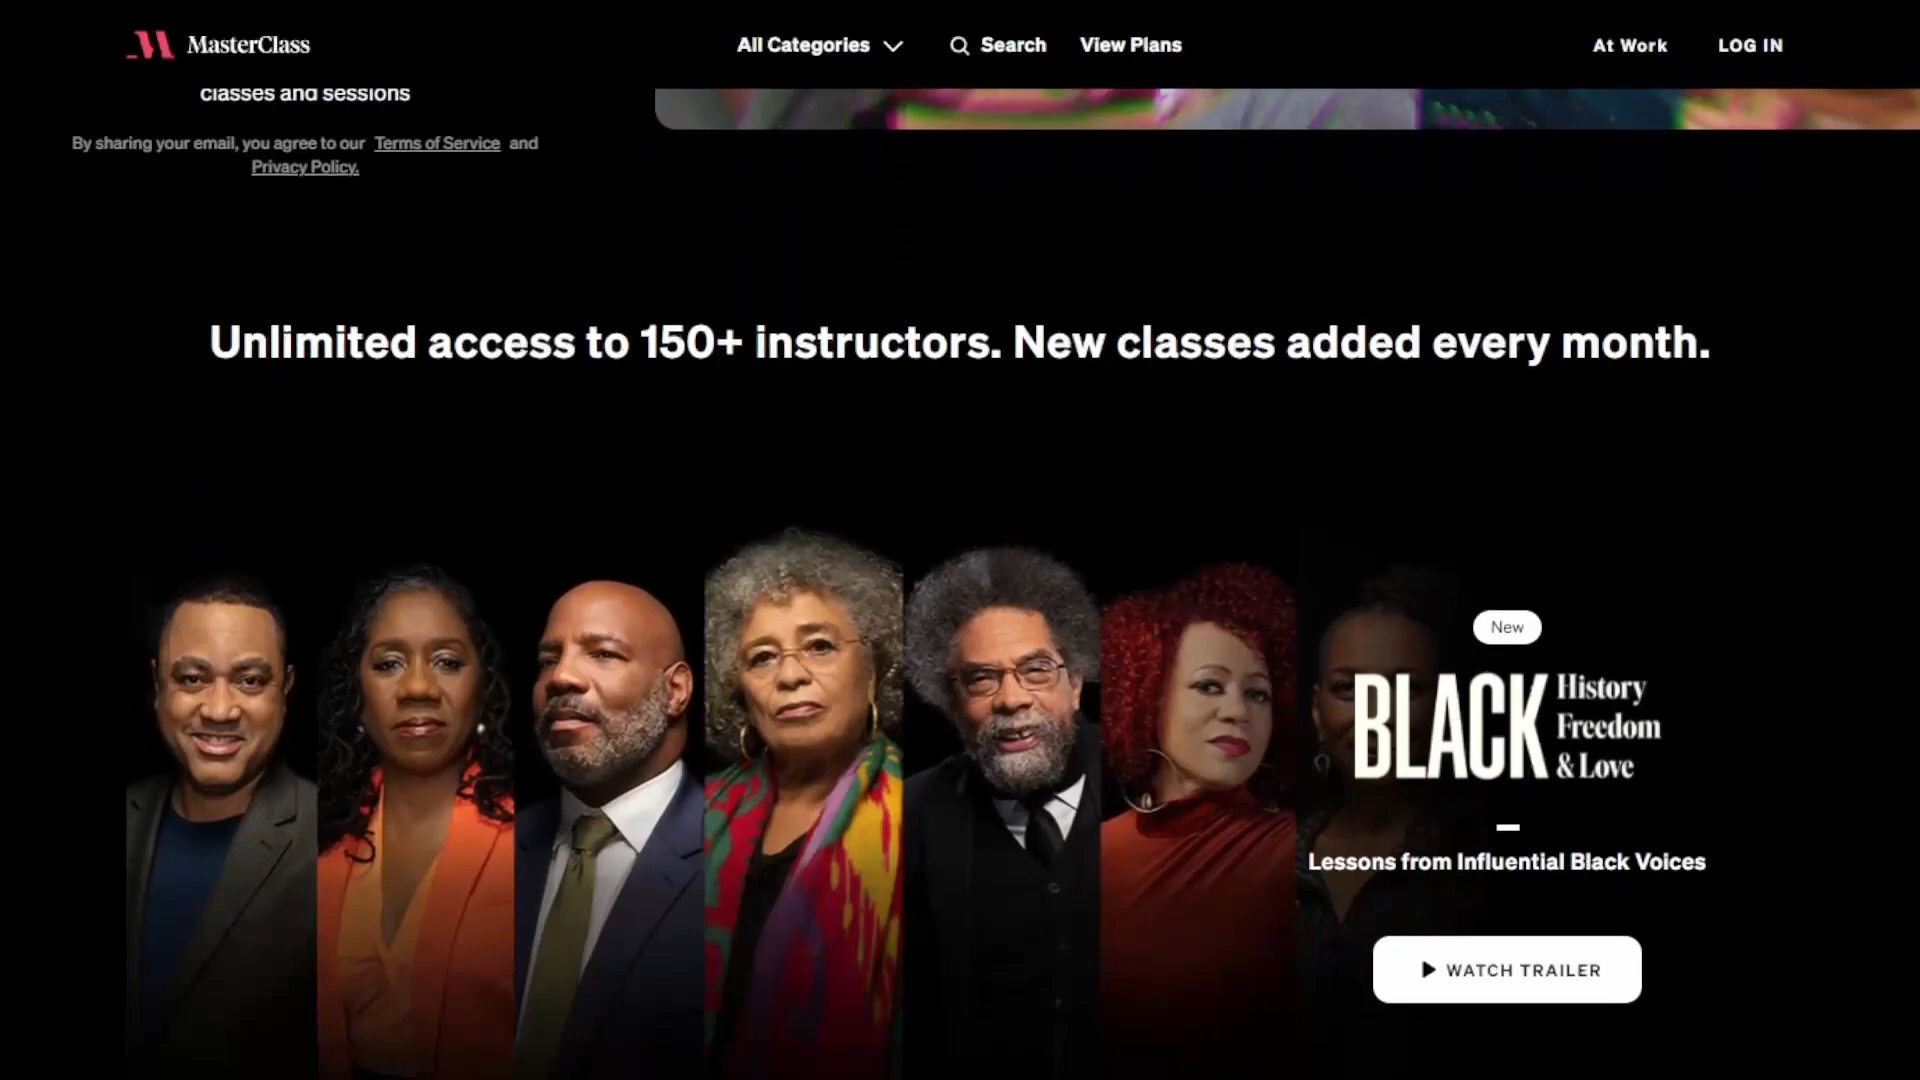 MasterClass
All Categories
Search
View Plans
At Work
LOG IN
classes and sessions
By sharing your email, you agree to our Terms of Service and
Privacy Policy.
Unlimited access to 150+ instructors. New classes added every month.
New
BLACK
History
Freedom
& Love
Lessons from Influential Black Voices
WATCH TRAILER